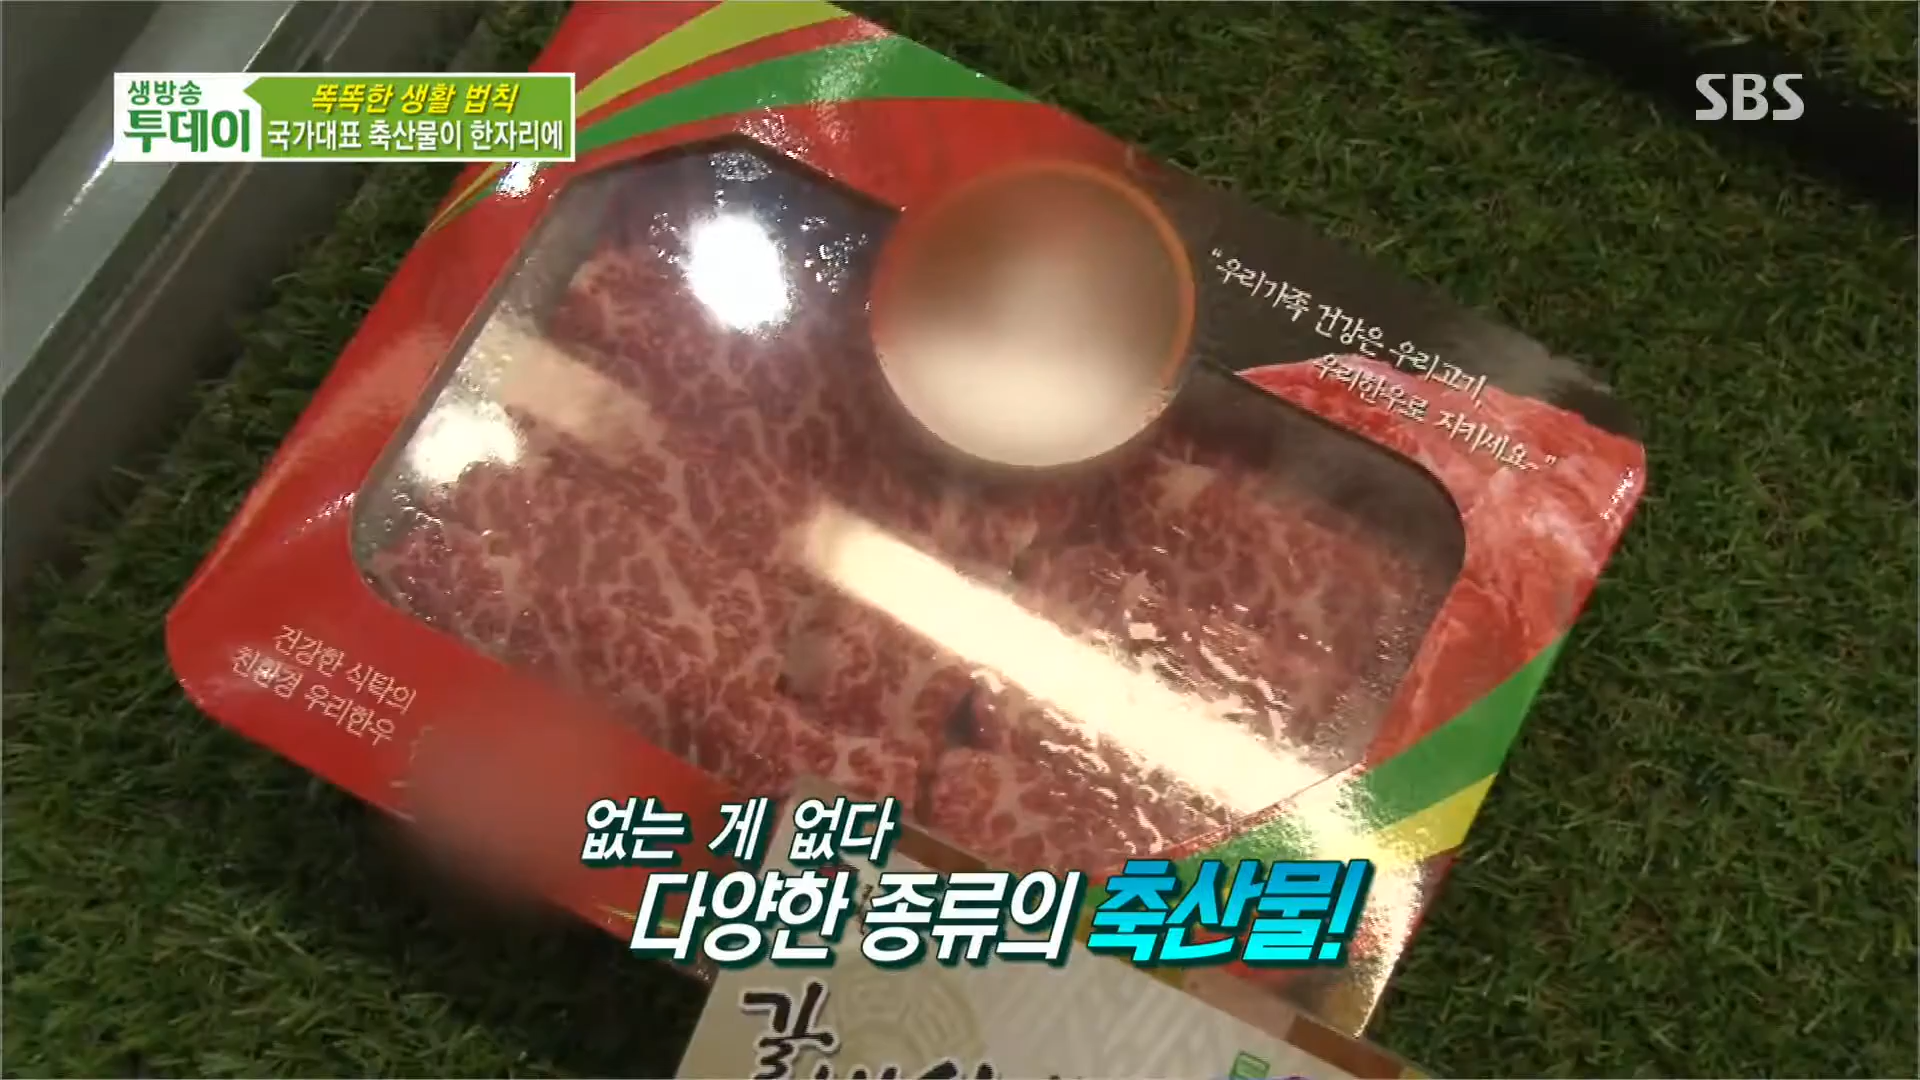 생방송
투데이
똑똑한 생활 법칙
국가대표 축산물이 한자리에
SBS
“우리가족 건강은 우리고기,
우리한우로 지키세요~”
건강한 식탁의
친환경 우리한우
없는 게 없다
다양한 종류의 축산물!